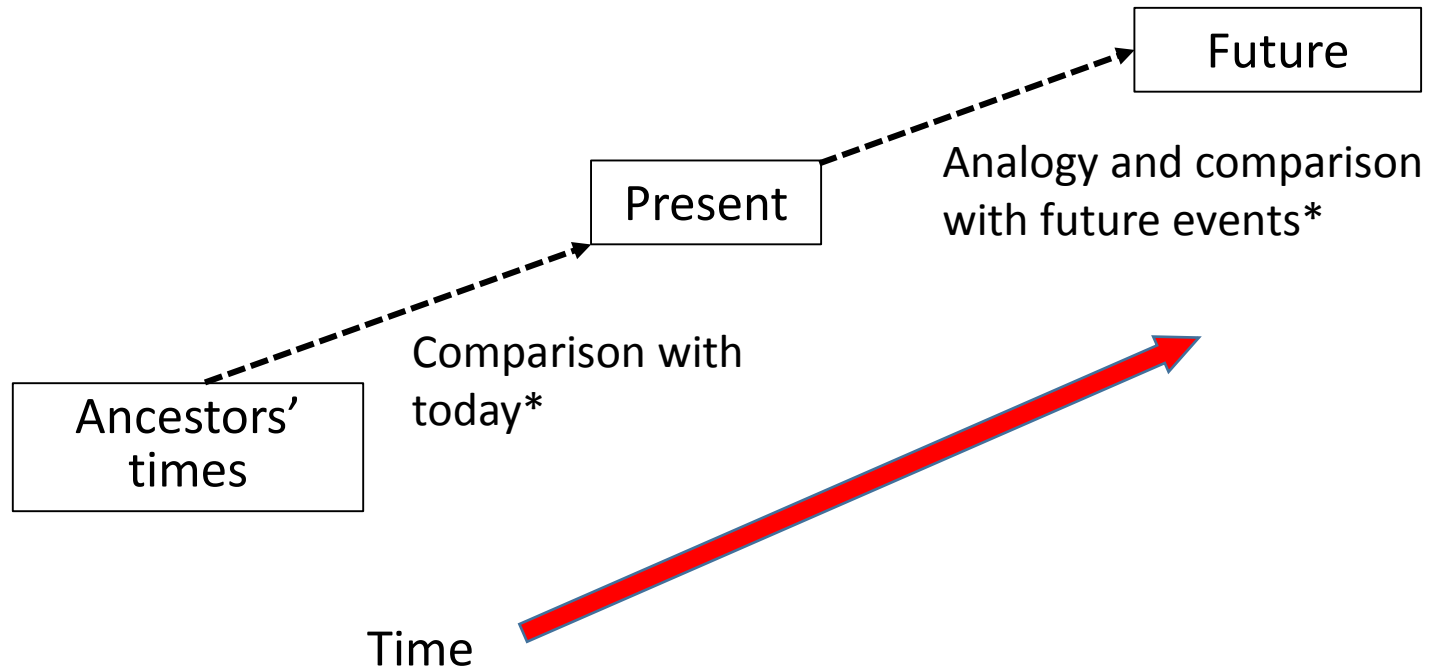 Future
Analogy and comparison
with future events*
Present
Comparison with
today*
Ancestors’
times
Time